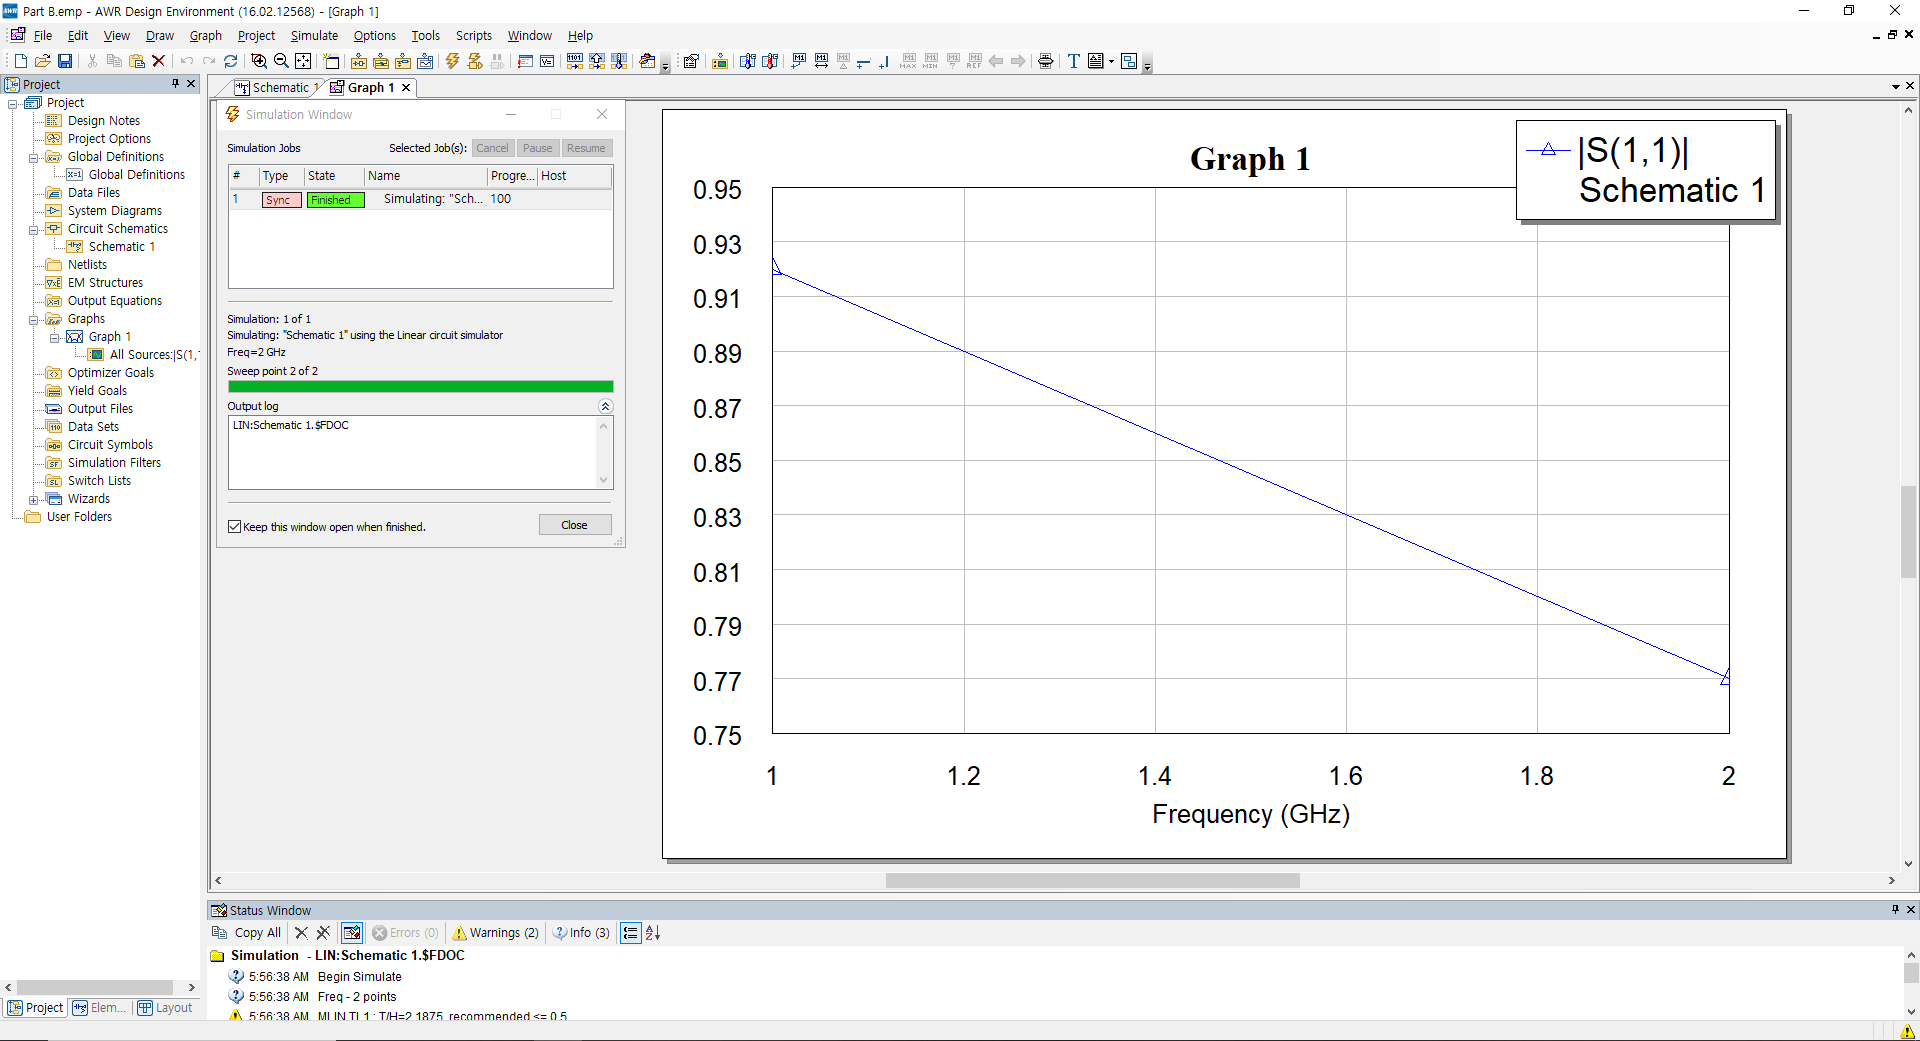 Part B.emp - AWR Design Environment (16.02.12568) - [Graph 1]
File Edit View Draw Graph Project Simulate Options Tools Scripts Window Help
Project
Project
Design Notes
Project Options
Global Definitions
Global Definitions
Data Files
System Diagrams
Circuit Schematics
Schematic 1
Netlists
EM Structures
Output Equations
Graphs
Graph 1
All Sources:|S(1,1
Optimizer Goals
Yield Goals
Output Files
Data Sets
Circuit Symbols
Simulation Filters
Switch Lists
Wizards
User Folders
Project Elem... Layout
Schematic 1 Graph 1
Simulation Window
Simulation Jobs Selected Job(s): Cancel Pause Resume
# Type State Name Progre... Host
1 Sync Finished Simulating: "Sch... 100
Simulation: 1 of 1
Simulating: "Schematic 1" using the Linear circuit simulator
Freq=2 GHz
Sweep point 2 of 2
Output log
LIN:Schematic 1.$FDOC
Keep this window open when finished. Close
Graph 1
|S(1,1)|
Schematic 1
0.95
0.93
0.91
0.89
0.87
0.85
0.83
0.81
0.79
0.77
0.75
1 1.2 1.4 1.6 1.8 2
Frequency (GHz)
Status Window
Copy All Errors (0) Warnings (2) Info (3)
Simulation - LIN:Schematic 1.$FDOC
5:56:38 AM Begin Simulate
5:56:38 AM Freq - 2 points
5:56:38 AM MLIN.TL1 : T/H=2.1875, recommended <= 0.5